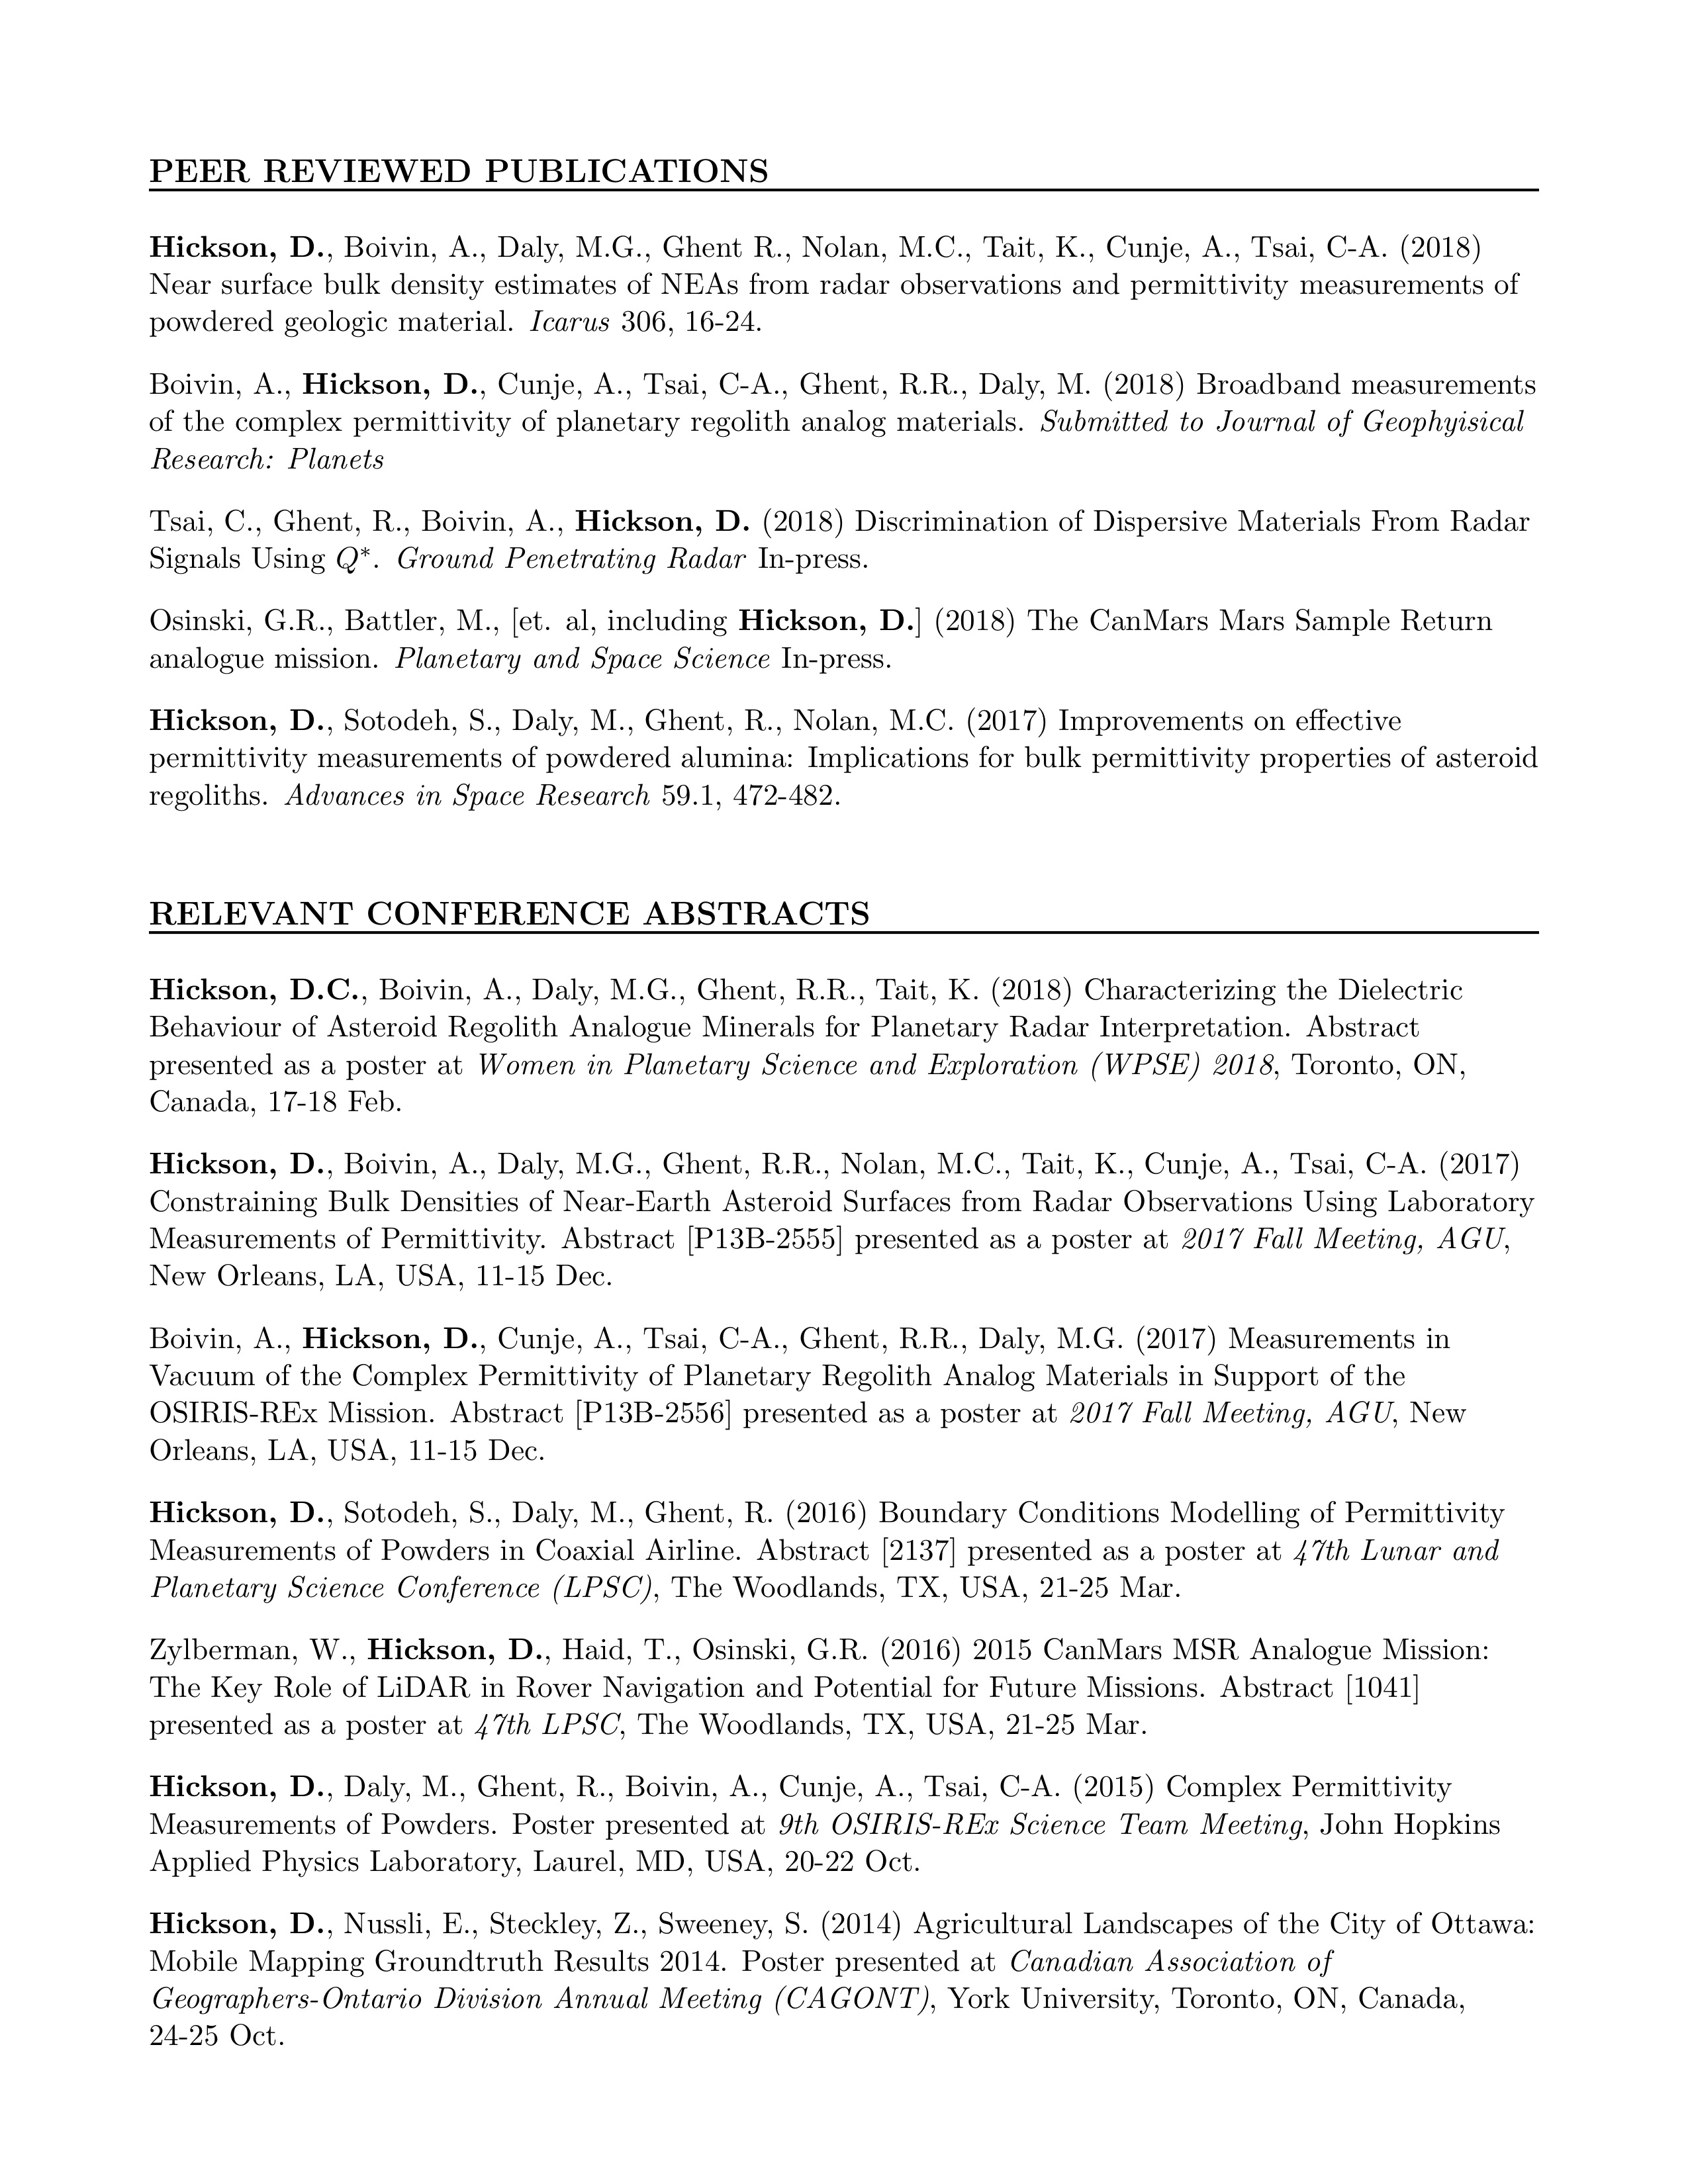 PEER REVIEWED PUBLICATIONS
Hickson, D., Boivin, A., Daly, M.G., Ghent R., Nolan, M.C., Tait, K., Cunje, A., Tsai, C-A. (2018)
Near surface bulk density estimates of NEAs from radar observations and permittivity measurements of
powdered geologic material. Icarus 306, 16-24.
Boivin, A., Hickson, D., Cunje, A., Tsai, C-A., Ghent, R.R., Daly, M. (2018) Broadband measurements
of the complex permittivity of planetary regolith analog materials. Submitted to Journal of Geophyisical
Research: Planets
Tsai, C., Ghent, R., Boivin, A., Hickson, D. (2018) Discrimination of Dispersive Materials From Radar
Signals Using Q*. Ground Penetrating Radar In-press.
Osinski, G.R., Battler, M., [et. al, including Hickson, D.] (2018) The CanMars Mars Sample Return
analogue mission. Planetary and Space Science In-press.
Hickson, D., Sotodeh, S., Daly, M., Ghent, R., Nolan, M.C. (2017) Improvements on effective
permittivity measurements of powdered alumina: Implications for bulk permittivity properties of asteroid
regoliths. Advances in Space Research 59.1, 472-482.
RELEVANT CONFERENCE ABSTRACTS
Hickson, D.C., Boivin, A., Daly, M.G., Ghent, R.R., Tait, K. (2018) Characterizing the Dielectric
Behaviour of Asteroid Regolith Analogue Minerals for Planetary Radar Interpretation. Abstract
presented as a poster at Women in Planetary Science and Exploration (WPSE) 2018, Toronto, ON,
Canada, 17-18 Feb.
Hickson, D., Boivin, A., Daly, M.G., Ghent, R.R., Nolan, M.C., Tait, K., Cunje, A., Tsai, C-A. (2017)
Constraining Bulk Densities of Near-Earth Asteroid Surfaces from Radar Observations Using Laboratory
Measurements of Permittivity. Abstract [P13B-2555] presented as a poster at 2017 Fall Meeting, AGU,
New Orleans, LA, USA, 11-15 Dec.
Boivin, A., Hickson, D., Cunje, A., Tsai, C-A., Ghent, R.R., Daly, M.G. (2017) Measurements in
Vacuum of the Complex Permittivity of Planetary Regolith Analog Materials in Support of the
OSIRIS-REx Mission. Abstract [P13B-2556] presented as a poster at 2017 Fall Meeting, AGU, New
Orleans, LA, USA, 11-15 Dec.
Hickson, D., Sotodeh, S., Daly, M., Ghent, R. (2016) Boundary Conditions Modelling of Permittivity
Measurements of Powders in Coaxial Airline. Abstract [2137] presented as a poster at 47th Lunar and
Planetary Science Conference (LPSC), The Woodlands, TX, USA, 21-25 Mar.
Zylberman, W., Hickson, D., Haid, T., Osinski, G.R. (2016) 2015 CanMars MSR Analogue Mission:
The Key Role of LiDAR in Rover Navigation and Potential for Future Missions. Abstract [1041]
presented as a poster at 47th LPSC, The Woodlands, TX, USA, 21-25 Mar.
Hickson, D., Daly, M., Ghent, R., Boivin, A., Cunje, A., Tsai, C-A. (2015) Complex Permittivity
Measurements of Powders. Poster presented at 9th OSIRIS-REx Science Team Meeting, John Hopkins
Applied Physics Laboratory, Laurel, MD, USA, 20-22 Oct.
Hickson, D., Nussli, E., Steckley, Z., Sweeney, S. (2014) Agricultural Landscapes of the City of Ottawa:
Mobile Mapping Groundtruth Results 2014. Poster presented at Canadian Association of
Geographers-Ontario Division Annual Meeting (CAGONT), York University, Toronto, ON, Canada,
24-25 Oct.